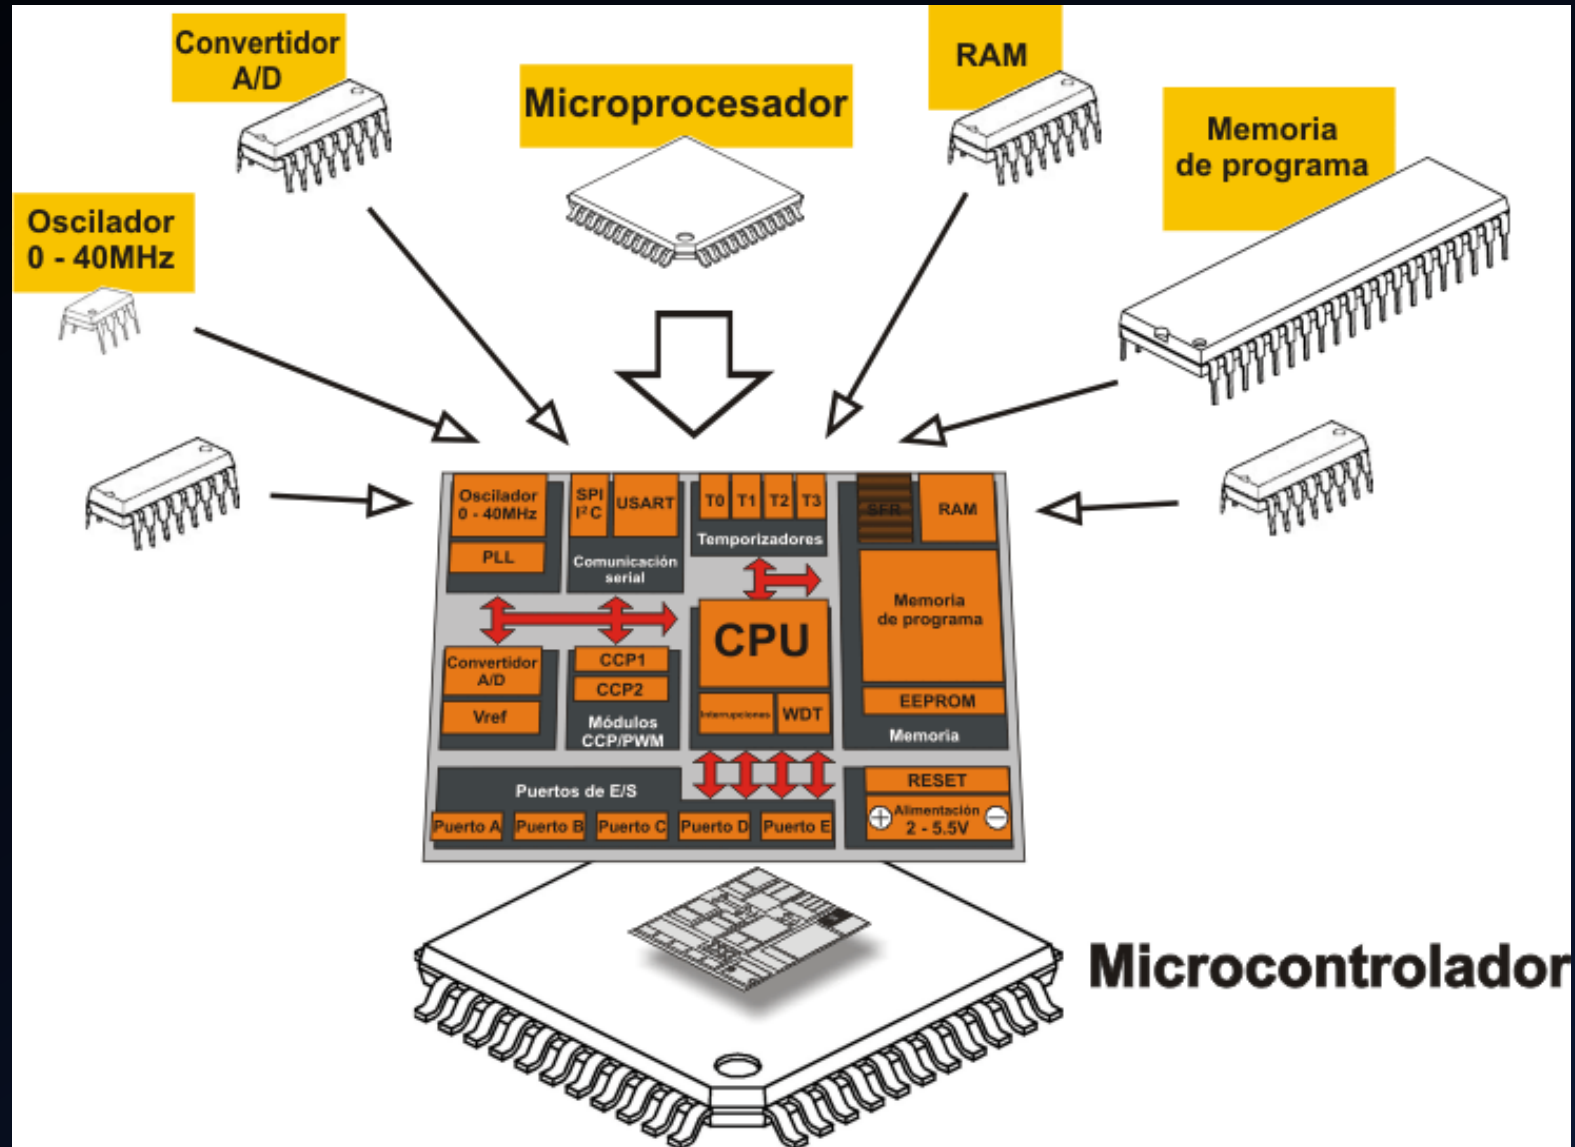 Convertidor
A/D
Microprocesador
RAM
Memoria
de programa
Oscilador
0 - 40MHz
Oscilador
0 - 40MHz
PLL
SPI
I²C
USART
Comunicación
serial
T0
T1
T2
T3
Temporizadores
SFR
RAM
Memoria
de programa
EEPROM
Memoria
CPU
Interrupciones
WDT
Convertidor
A/D
Vref
CCP1
CCP2
Módulos
CCP/PWM
Puertos de E/S
Puerto A
Puerto B
Puerto C
Puerto D
Puerto E
RESET
+
Alimentación
2 - 5.5V
−
Microcontrolador